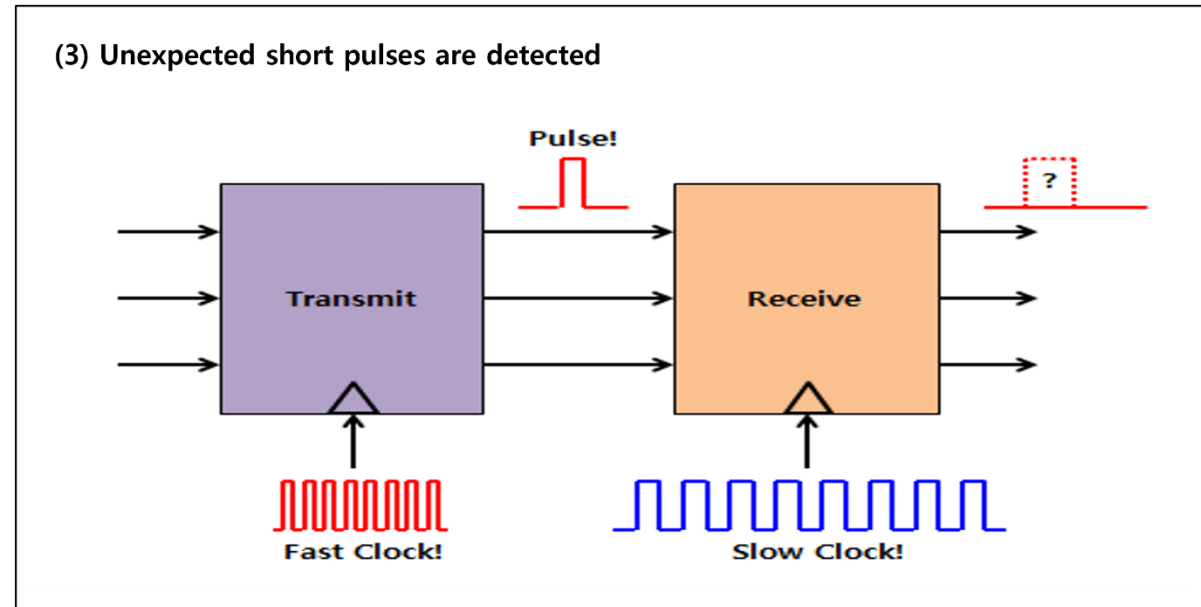 (3) Unexpected short pulses are detected
Pulse!
?
Transmit
Receive
Fast Clock!
Slow Clock!